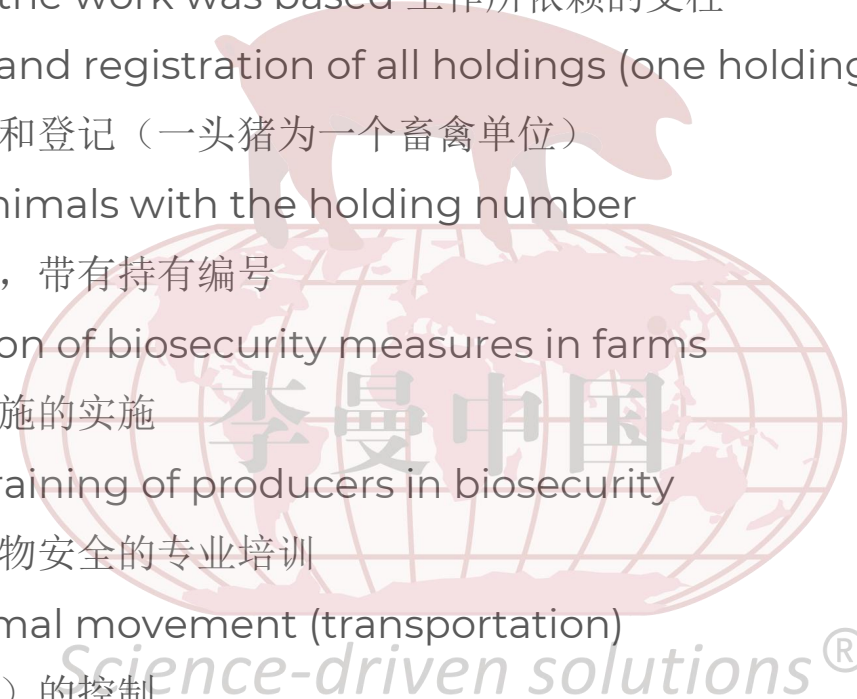 the work was based 工作所依赖的支柱
and registration of all holdings (one holding
和登记（一头猪为一个畜禽单位）
nimals with the holding number
，带有持有编号
on of biosecurity measures in farms
施的实施
李曼中国
raining of producers in biosecurity
物安全的专业培训
mal movement (transportation)
）的控制
Science-driven solutions®